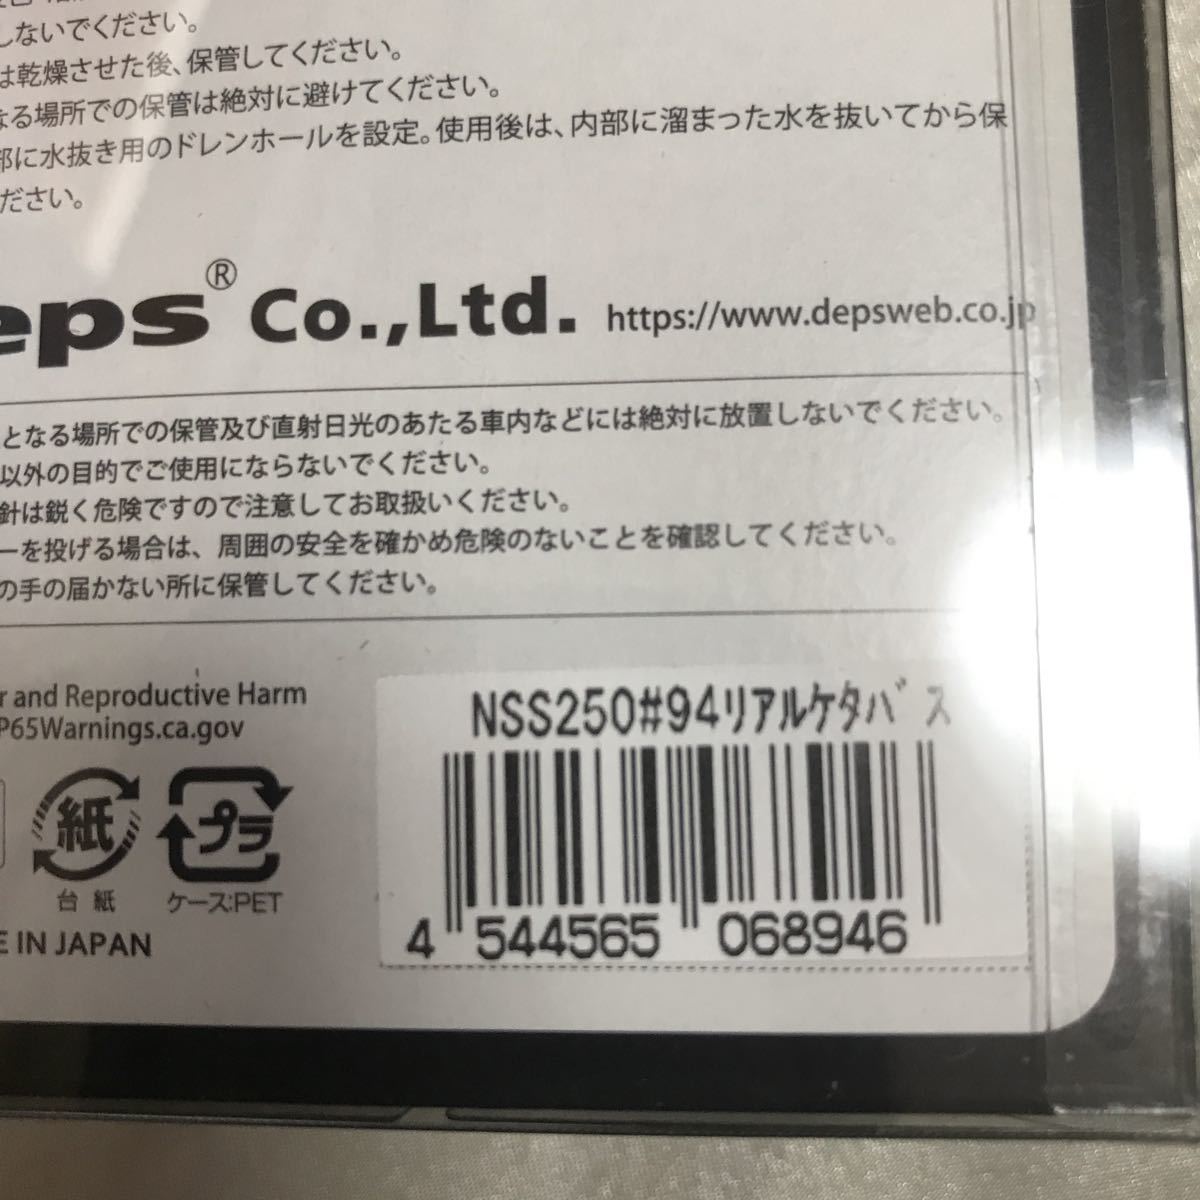 しないでください。
は乾燥させた後、保管してください。
なる場所での保管は絶対に避けてください。
部に水抜き用のドレンホールを設定。使用後は、内部に溜まった水を抜いてから保
ださい。
eps® Co.,Ltd. https://www.depsweb.co.jp
となる場所での保管及び直射日光のあたる車内などには絶対に放置しないでください。
以外の目的でご使用にならないでください。
針は鋭く危険ですので注意してお取扱いください。
ーを投げる場合は、周囲の安全を確かめ危険のないことを確認してください。
の手の届かない所に保管してください。
r and Reproductive Harm
P65Warnings.ca.gov
NSS250#94リアルケタバス
紙 プラ
台紙 ケース:PET
E IN JAPAN
4 544565 068946